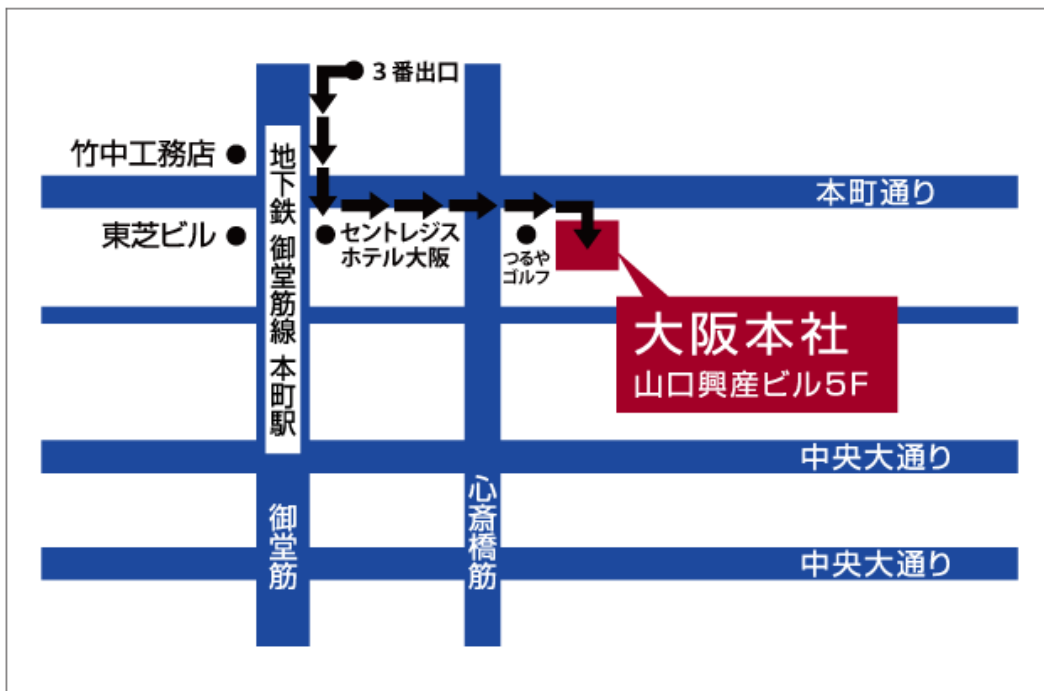 3番出口
竹中工務店
本町通り
東芝ビル
セントレジス
ホテル大阪
つるや
ゴルフ
地下鉄 御堂筋線 本町駅
大阪本社
山口興産ビル5F
中央大通り
御堂筋
心斎橋筋
中央大通り